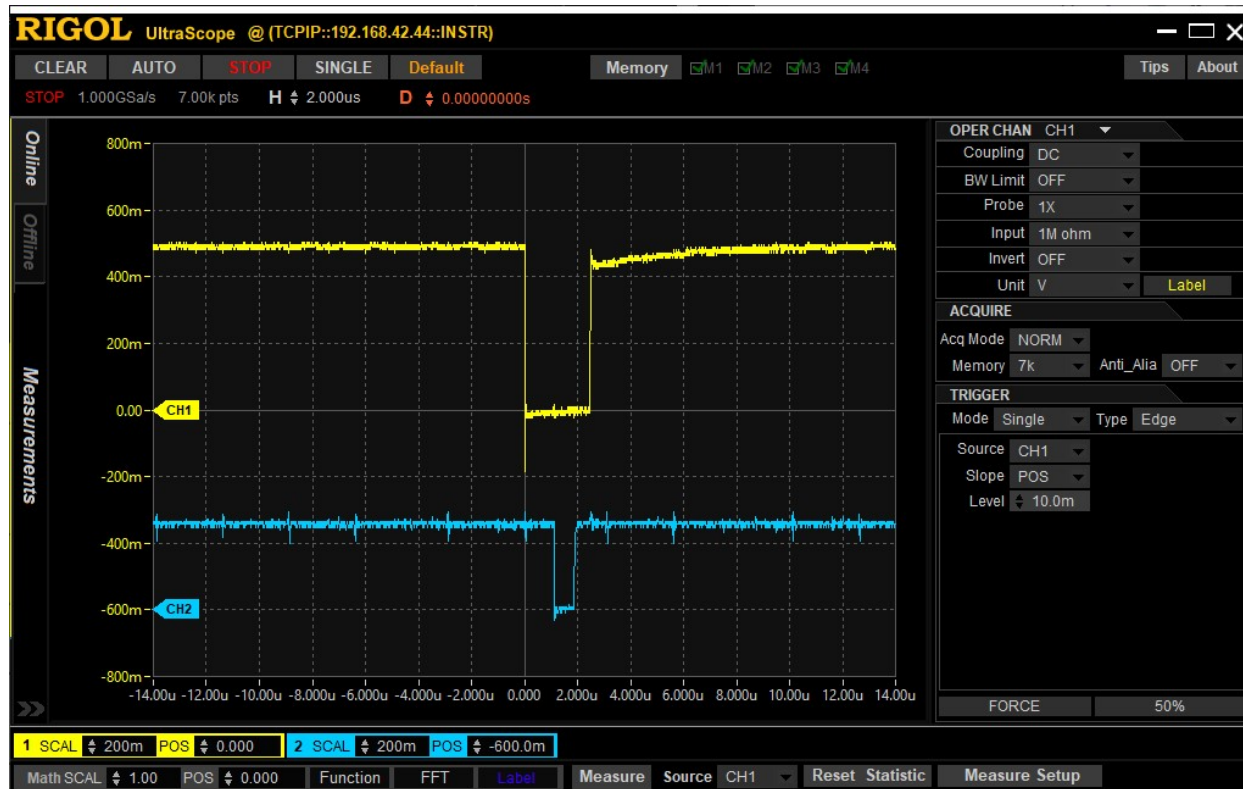 RIGOL UltraScope @ (TCPIP::192.168.42.44::INSTR)
CLEAR AUTO STOP SINGLE Default Memory M1 M2 M3 M4 Tips About
STOP 1.000GSa/s 7.00k pts H 2.000us D 0.00000000s
Online
Offline
Measurements
800m
600m
400m
200m
0.00 CH1
-200m
-400m
-600m CH2
-800m
-14.00u -12.00u -10.00u -8.000u -6.000u -4.000u -2.000u 0.000 2.000u 4.000u 6.000u 8.000u 10.00u 12.00u 14.00u
OPER CHAN CH1
Coupling DC
BW Limit OFF
Probe 1X
Input 1M ohm
Invert OFF
Unit V Label
ACQUIRE
Acq Mode NORM
Memory 7k Anti_Alia OFF
TRIGGER
Mode Single Type Edge
Source CH1
Slope POS
Level 10.0m
FORCE 50%
1 SCAL 200m POS 0.000 2 SCAL 200m POS -600.0m
Math SCAL 1.00 POS 0.000 Function FFT Label Measure Source CH1 Reset Statistic Measure Setup